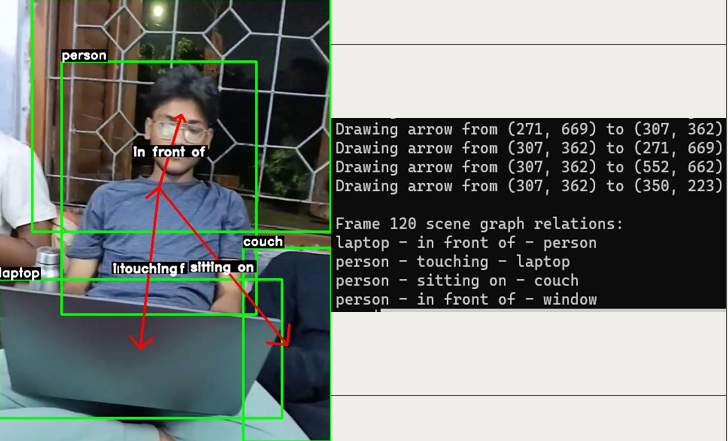 person
in front of
couch
touching
sitting on
laptop
Drawing arrow from (271, 669) to (307, 362)
Drawing arrow from (307, 362) to (271, 669)
Drawing arrow from (307, 362) to (552, 662)
Drawing arrow from (307, 362) to (350, 223)
Frame 120 scene graph relations:
laptop - in front of - person
person - touching - laptop
person - sitting on - couch
person - in front of - window